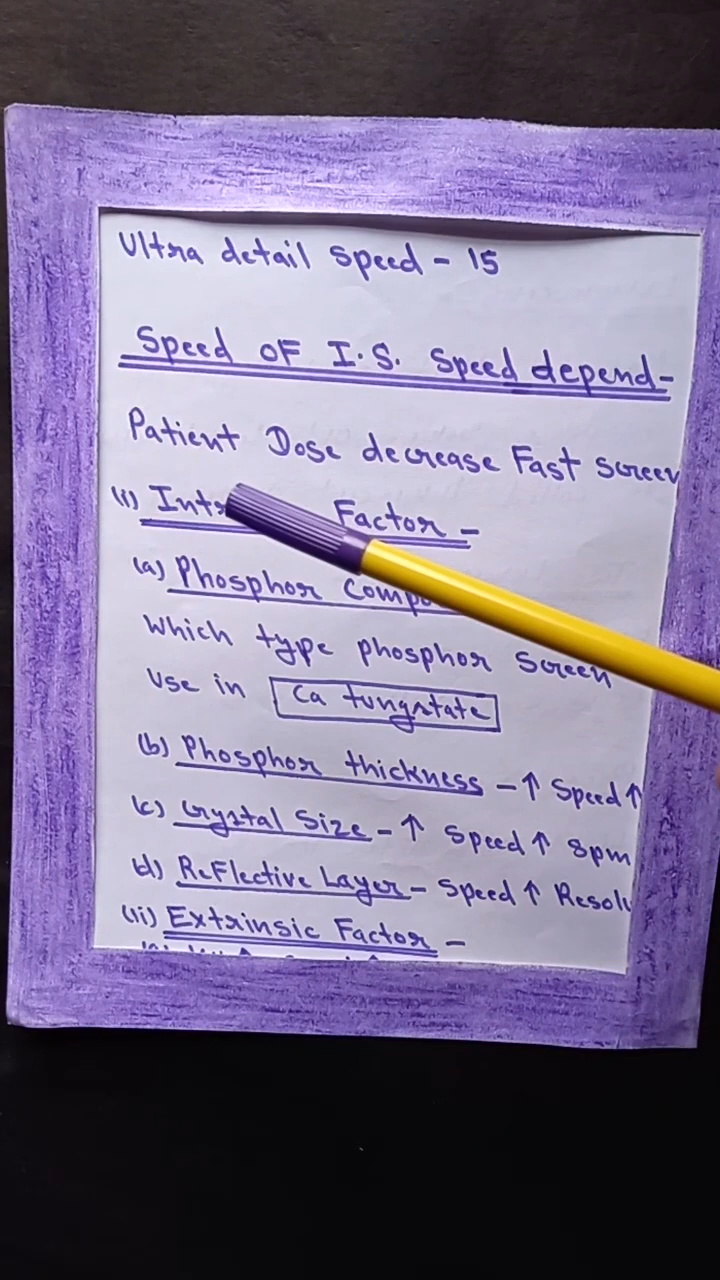 Ultra detail speed - 15
Speed OF I.S. Speed depend-
Patient Dose decrease Fast screen
(i) Factor -
(a) Phosphor
Which type phosphor screen
use in Ca tungstate
(b) Phosphor thickness - ↑ Speed ↑
(c) Crystal Size - ↑ Speed ↑ 8pm
d) Reflective Layer - Speed ↑
(ii) Extrinsic Factor -